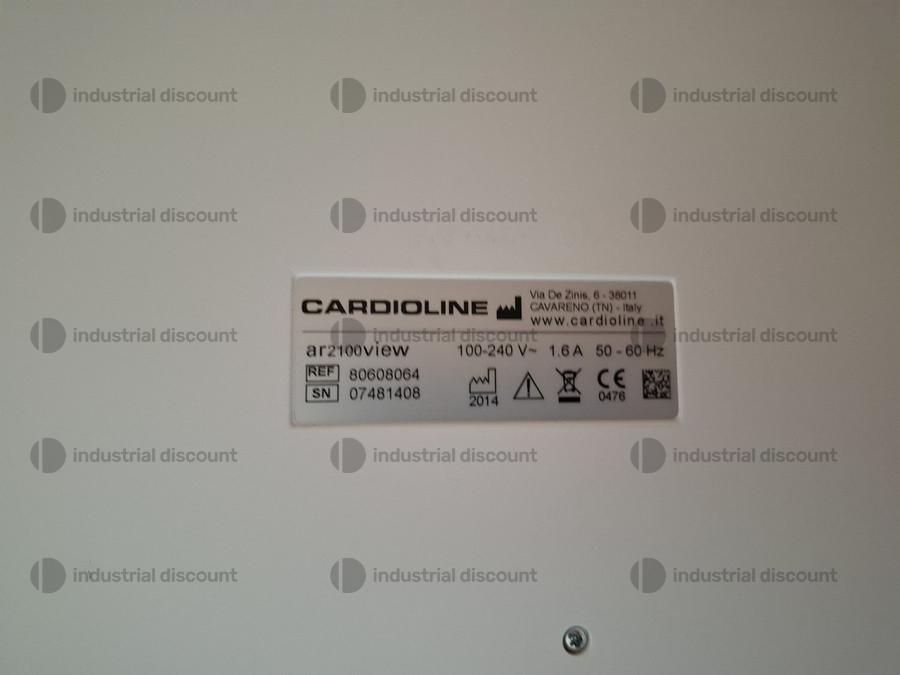 industrial discount industrial discount industrial discount
industrial discount industrial discount industrial discount
CARDIOLINE
Via De Zinis, 6 - 38011
CAVARENO (TN) - Italy
www.cardioline.it
industrial discount industrial discount industrial discount
ar2100view 100-240 V~ 1.6 A 50 - 60 Hz
REF 80608064
SN 07481408
2014
CE
0476
industrial discount industrial discount industrial discount
industrial discount industrial discount industrial discount